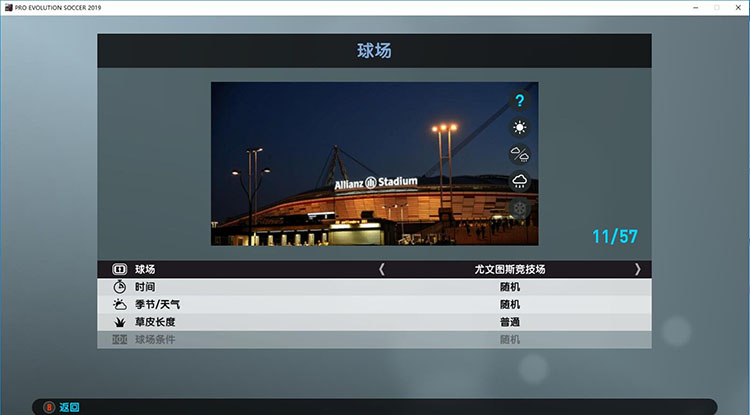 PRO EVOLUTION SOCCER 2019
球场
?
Allianz Stadium
11/57
球场 尤文图斯竞技场
时间 随机
季节/天气 随机
草皮长度 普通
球场条件 随机
B 返回